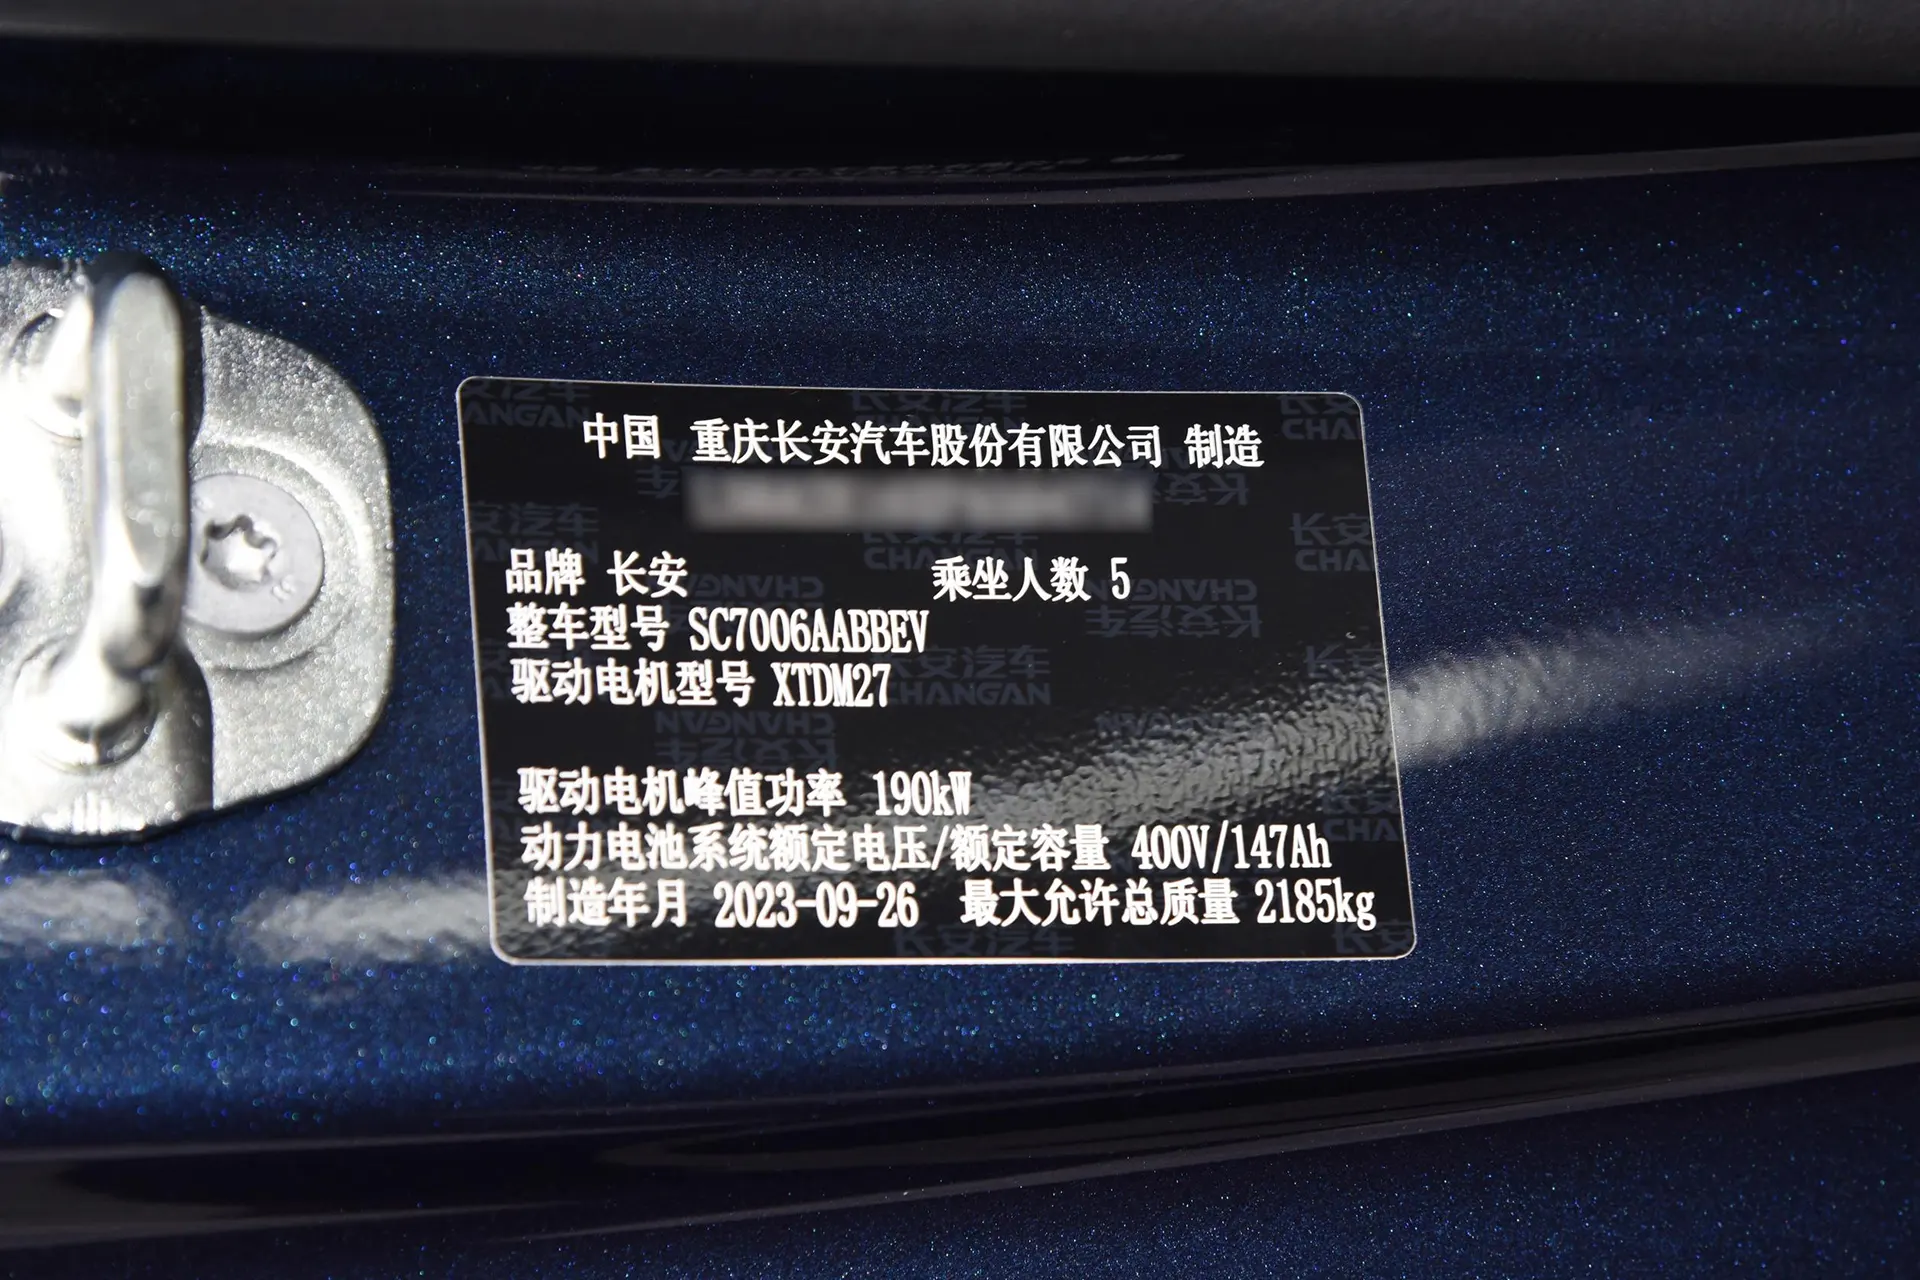 中国 重庆长安汽车股份有限公司 制造
品牌 长安 乘坐人数 5
整车型号 SC7006AABBEV
驱动电机型号 XTDM27
驱动电机峰值功率 190kW
动力电池系统额定电压/额定容量 400V/147Ah
制造年月 2023-09-26 最大允许总质量 2185kg